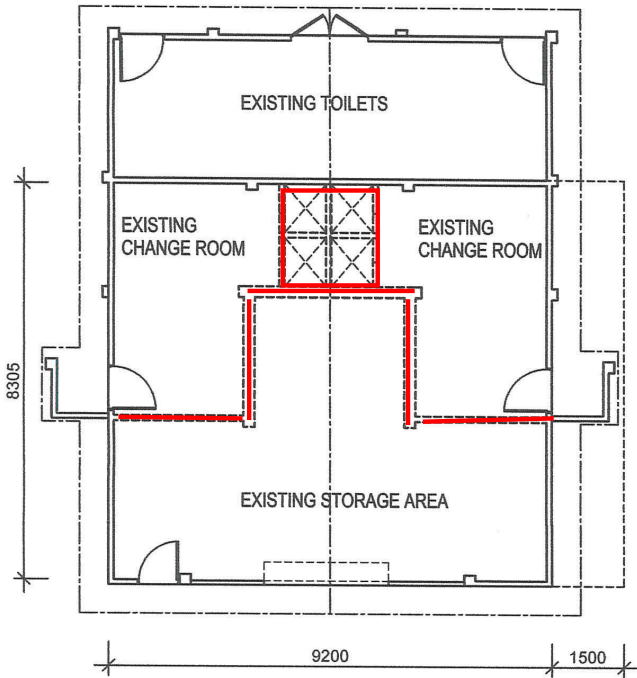 EXISTING TOILETS
EXISTING
CHANGE ROOM
EXISTING
CHANGE ROOM
8305
EXISTING STORAGE AREA
9200
1500